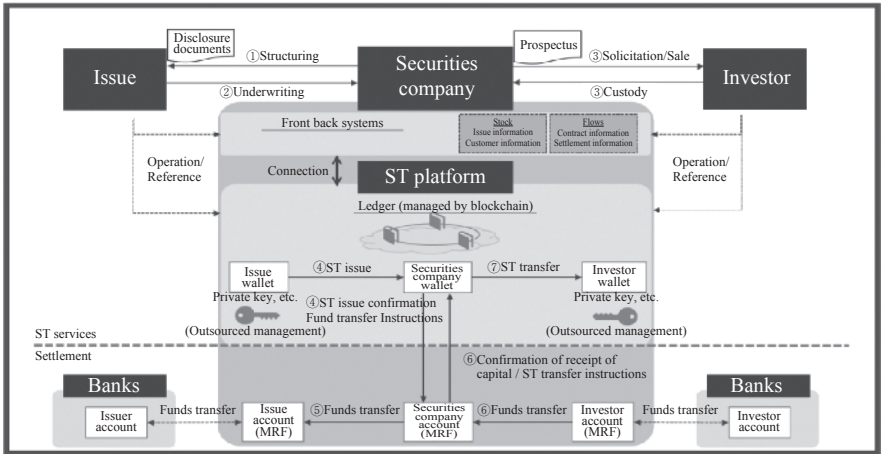 Disclosure
documents
①Structuring
Prospectus
③Solicitation/Sale
Issue
Securities
company
Investor
②Underwriting
③Custody
Front back systems
Stock
Issue information
Customer information
Flows
Contract information
Settlement information
Operation/
Reference
Connection
Operation/
Reference
ST platform
Ledger (managed by blockchain)
Issue
wallet
④ST issue
Securities
company
wallet
⑦ST transfer
Investor
wallet
Private key, etc.
(Outsourced management)
④ST issue confirmation
Fund transfer Instructions
Private key, etc.
(Outsourced management)
ST services
Settlement
⑥Confirmation of receipt of
capital / ST transfer instructions
Banks
Banks
Issuer
account
Funds transfer
Issue
account
(MRF)
⑤Funds transfer
Securities
company
account
(MRF)
⑥Funds transfer
Investor
account
(MRF)
Funds transfer
Investor
account